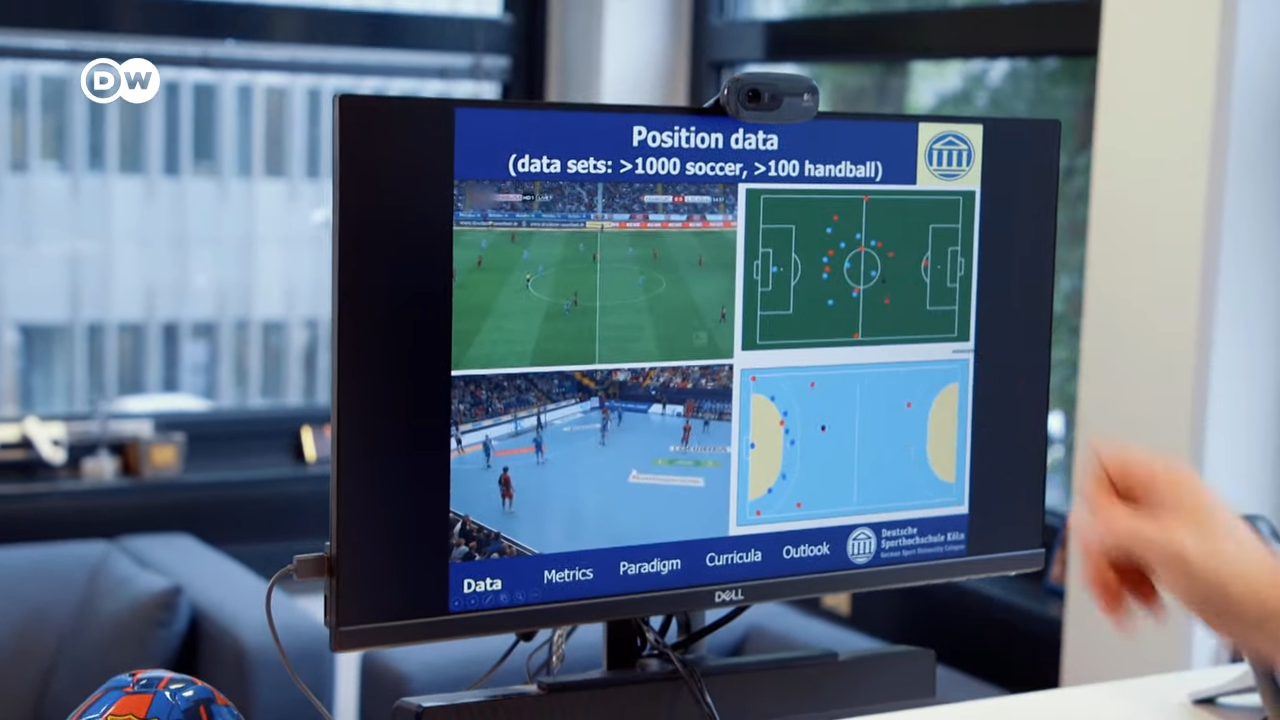 DW
Position data
(data sets: >1000 soccer, >100 handball)
Data
Metrics
Paradigm
Curricula
Outlook
Deutsche
Sporthochschule Köln
German Sport University Cologne
DELL